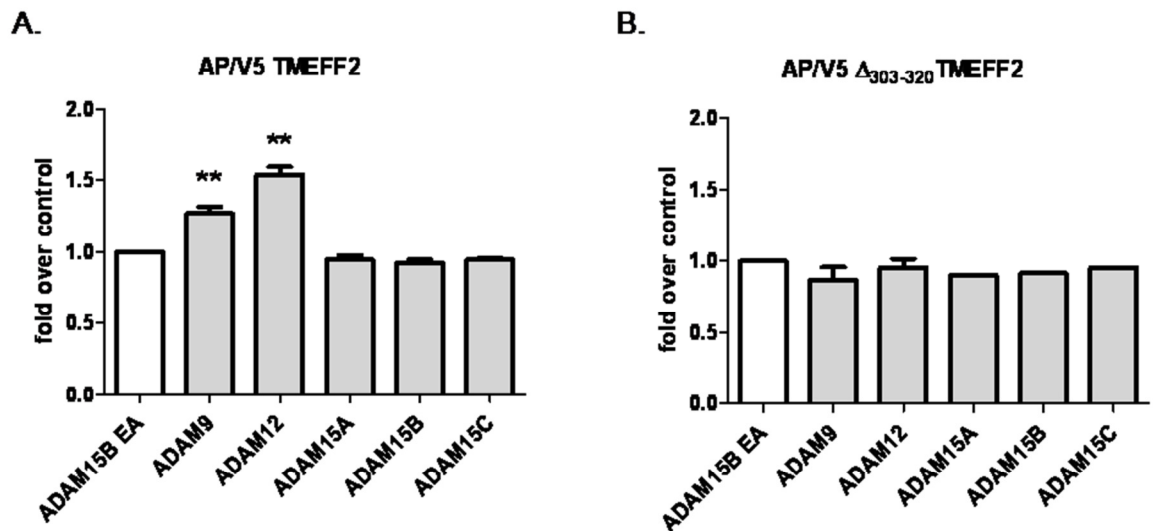 A.
AP/V5 TMEFF2
fold over control
2.0
1.5
1.0
0.5
0.0
**
**
ADAM15B EA
ADAM9
ADAM12
ADAM15A
ADAM15B
ADAM15C
B.
AP/V5 Δ303-320 TMEFF2
fold over control
2.0
1.5
1.0
0.5
0.0
ADAM15B EA
ADAM9
ADAM12
ADAM15A
ADAM15B
ADAM15C